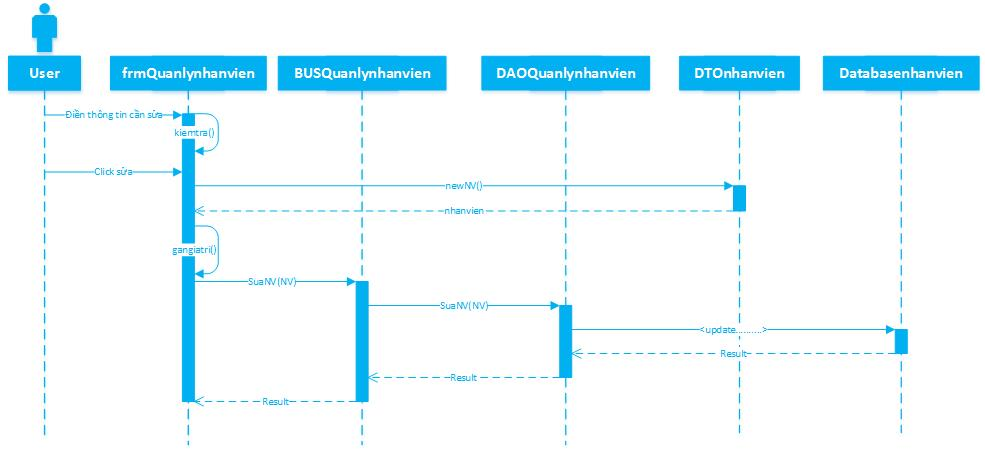 User
frmQuanlynhanvien
BUSQuanlynhanvien
DAOQuanlynhanvien
DTOnhanvien
Databasenhanvien
Điền thông tin cần sửa
kiemtra()
Click sửa
newNV()
nhanvien
gangiatri()
SuaNV(NV)
SuaNV(NV)
<update..........>
Result
Result
Result